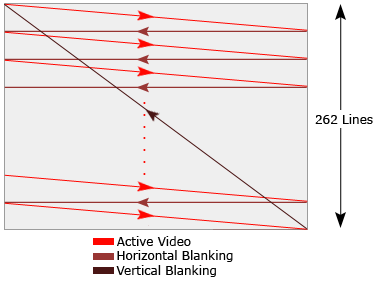 262 Lines
Active Video
Horizontal Blanking
Vertical Blanking